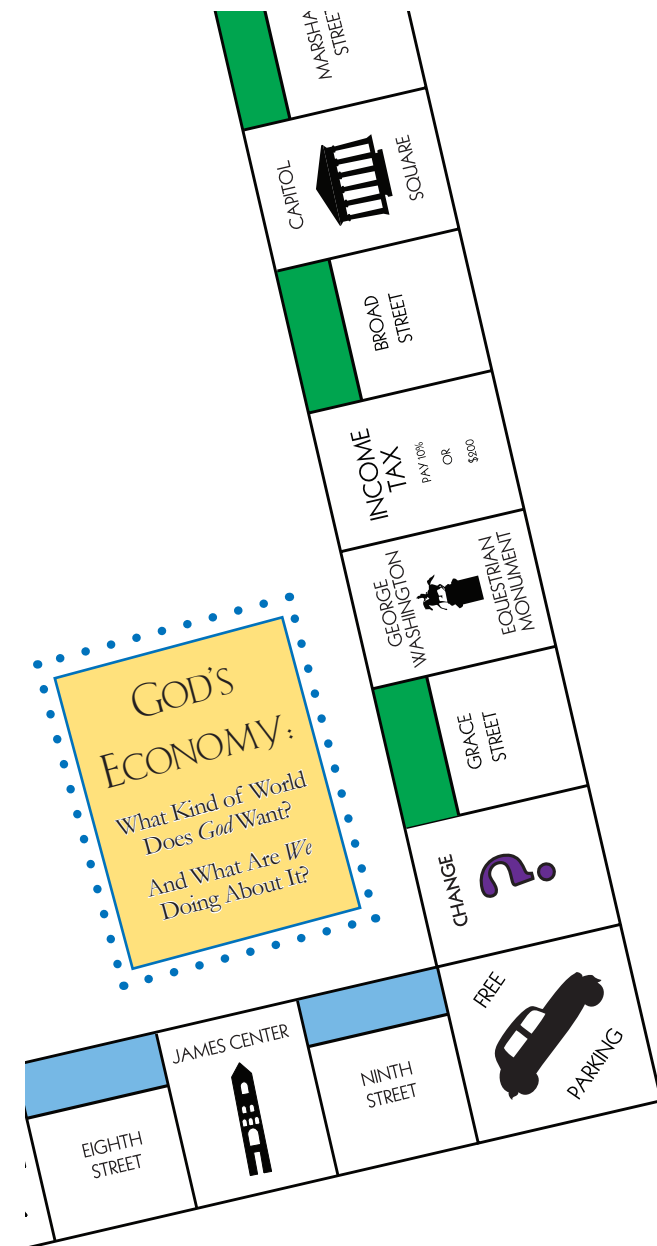 CAPITOL
SQUARE
BROAD
STREET
INCOME
TAX
PAY 10%
OR
$200
GEORGE
WASHINGTON
EQUESTRIAN
MONUMENT
GRACE
STREET
CHANGE
?
FREE
PARKING
NINTH
STREET
JAMES CENTER
EIGHTH
STREET
GOD'S
ECONOMY:
What Kind of World
Does God Want?
And What Are We
Doing About It?